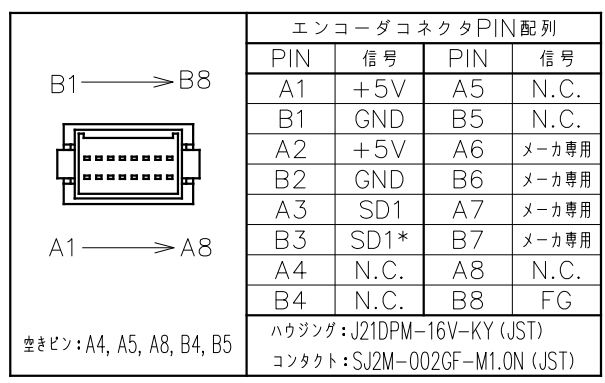 エンコーダコネクタPIN配列
PIN 信号 PIN 信号
A1 +5V A5 N.C.
B1 GND B5 N.C.
A2 +5V A6 メーカ専用
B2 GND B6 メーカ専用
A3 SD1 A7 メーカ専用
B3 SD1* B7 メーカ専用
A4 N.C. A8 N.C.
B4 N.C. B8 FG
ハウジング:J21DPM-16V-KY (JST)
コンタクト:SJ2M-002GF-M1.0N (JST)
B1 → B8
A1 → A8
空きピン:A4, A5, A8, B4, B5